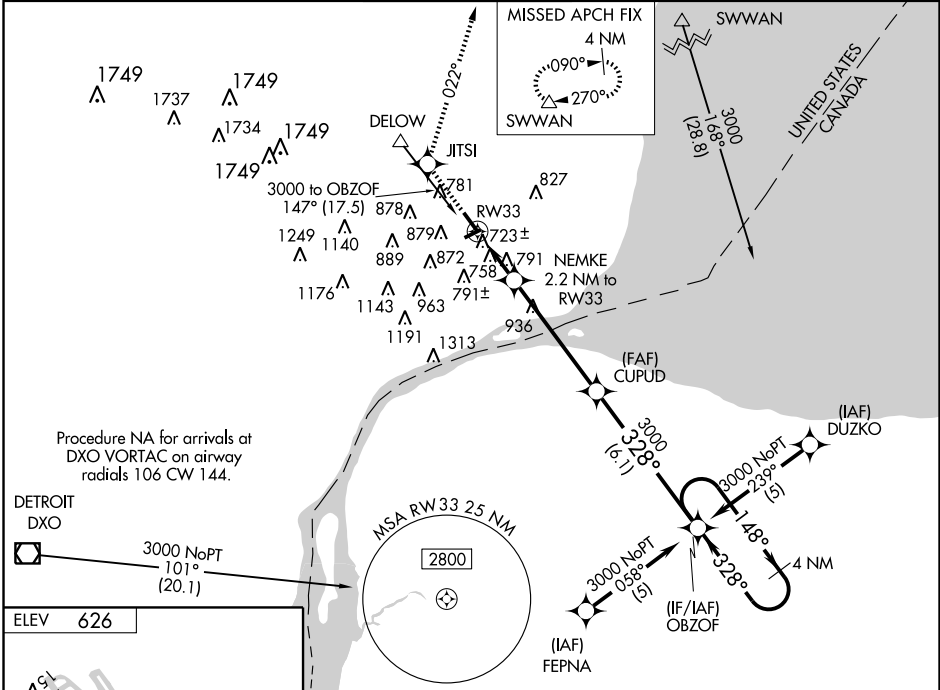 MISSED APCH FIX
4 NM
090°
270°
SWWAN
SWWAN
3000
168°
(28.8)
UNITED STATES
CANADA
022°
1749
1737
1749
1734
1749
1749
DELOW
JITSI
3000 to OBZOF
147° (17.5)
781
827
878
RW33
1249
1140
889
879
723±
872
758
791
NEMKE
2.2 NM to
RW33
1176
1143
963
791±
936
1191
1313
(FAF)
CUPUD
3000
328°
(6.1)
(IAF)
DUZKO
3000 NoPT
239°
(5)
Procedure NA for arrivals at
DXO VORTAC on airway
radials 106 CW 144.
DETROIT
DXO
3000 NoPT
101°
(20.1)
MSA RW33 25 NM
2800
148°
328°
4 NM
3000 NoPT
058°
(5)
(IF/IAF)
OBZOF
(IAF)
FEPNA
ELEV 626